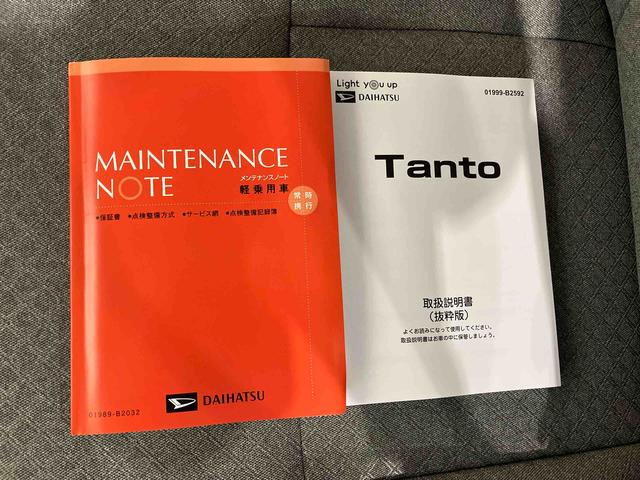 MAINTENANCE
NOTE
メンテナンスノート
軽乗用車
常時
携行
●保証書 ●点検整備方式 ●サービス網 ●点検整備記録簿
01989-B2032
DAIHATSU
Light you up
DAIHATSU
01999-B2592
Tanto
取扱説明書
(抜粋版)
よくお読みになって使用してください。
取扱説明書はお車の中に保管しましょう。